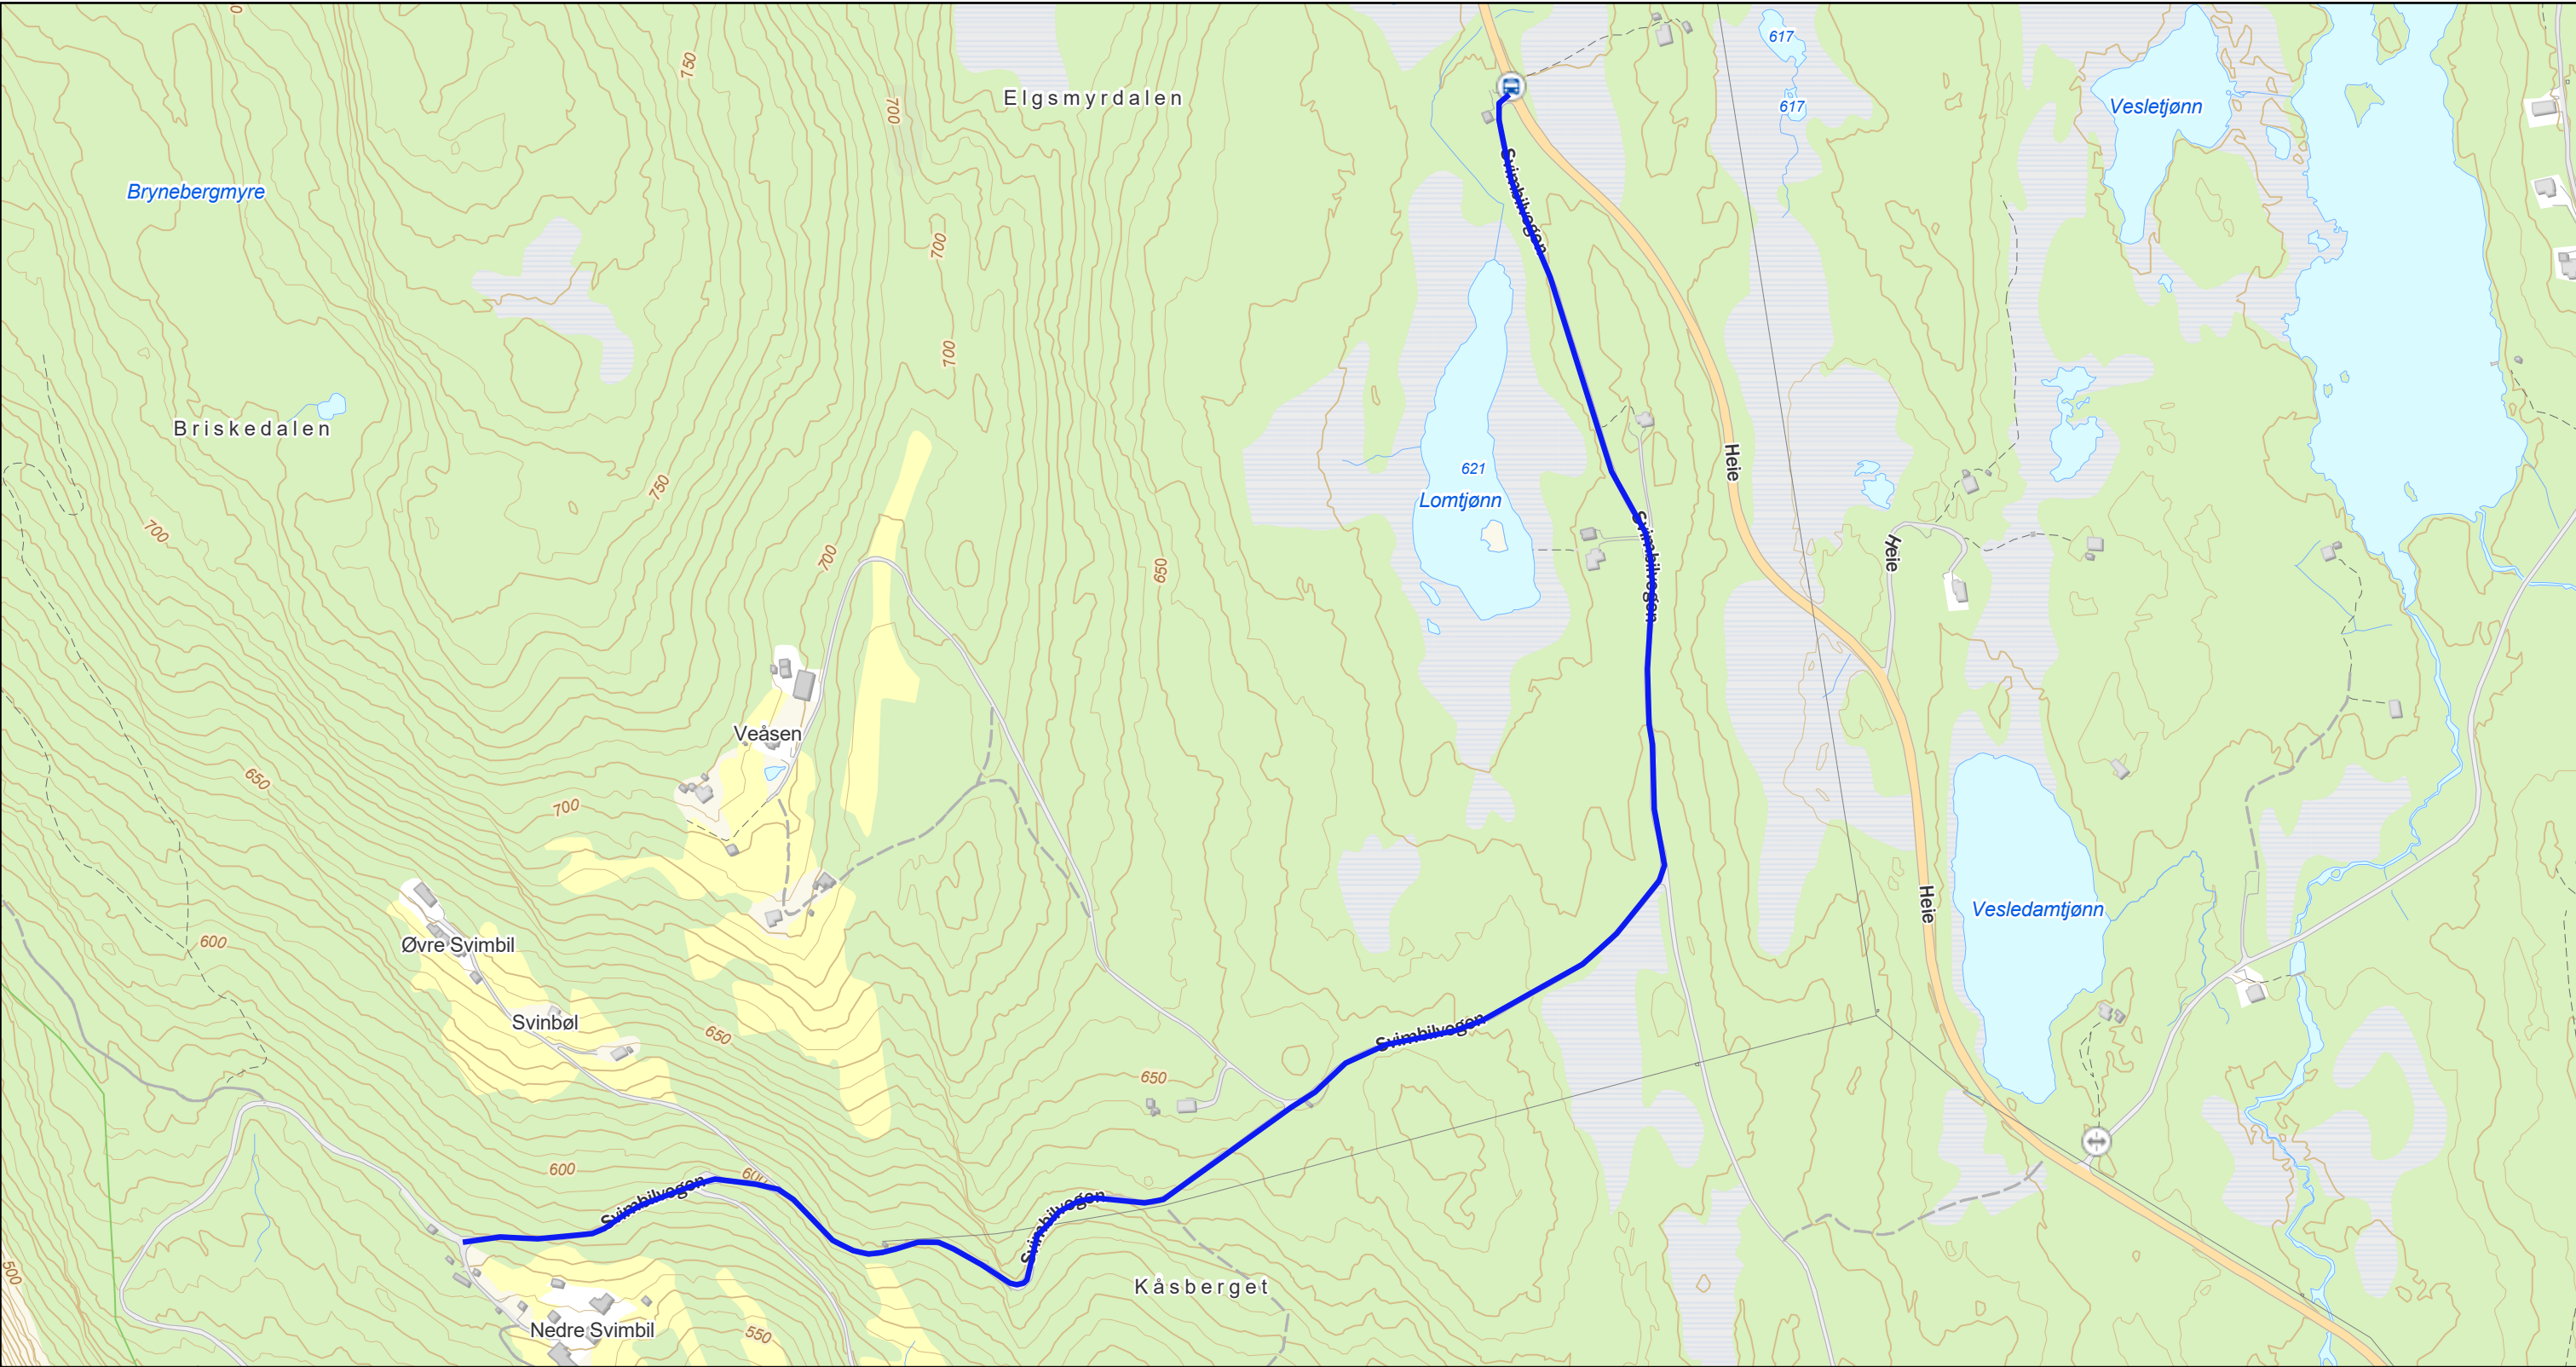 750
617
Elgsmyrdalen
700
617
Vesletjønn
Brynebergmyre
Svimbilvegen
700
700
Briskedalen
Heie
621
750
Lomtjønn
700
Svimbilvegen
700
650
Heie
Veåsen
650
700
Heie
Vesledamtjønn
600
Øvre Svimbil
Svinbøl
650
Svimbilvegen
650
600
600
Svimbilvegen
Svimbilvegen
500
Kåsberget
Nedre Svimbil
550